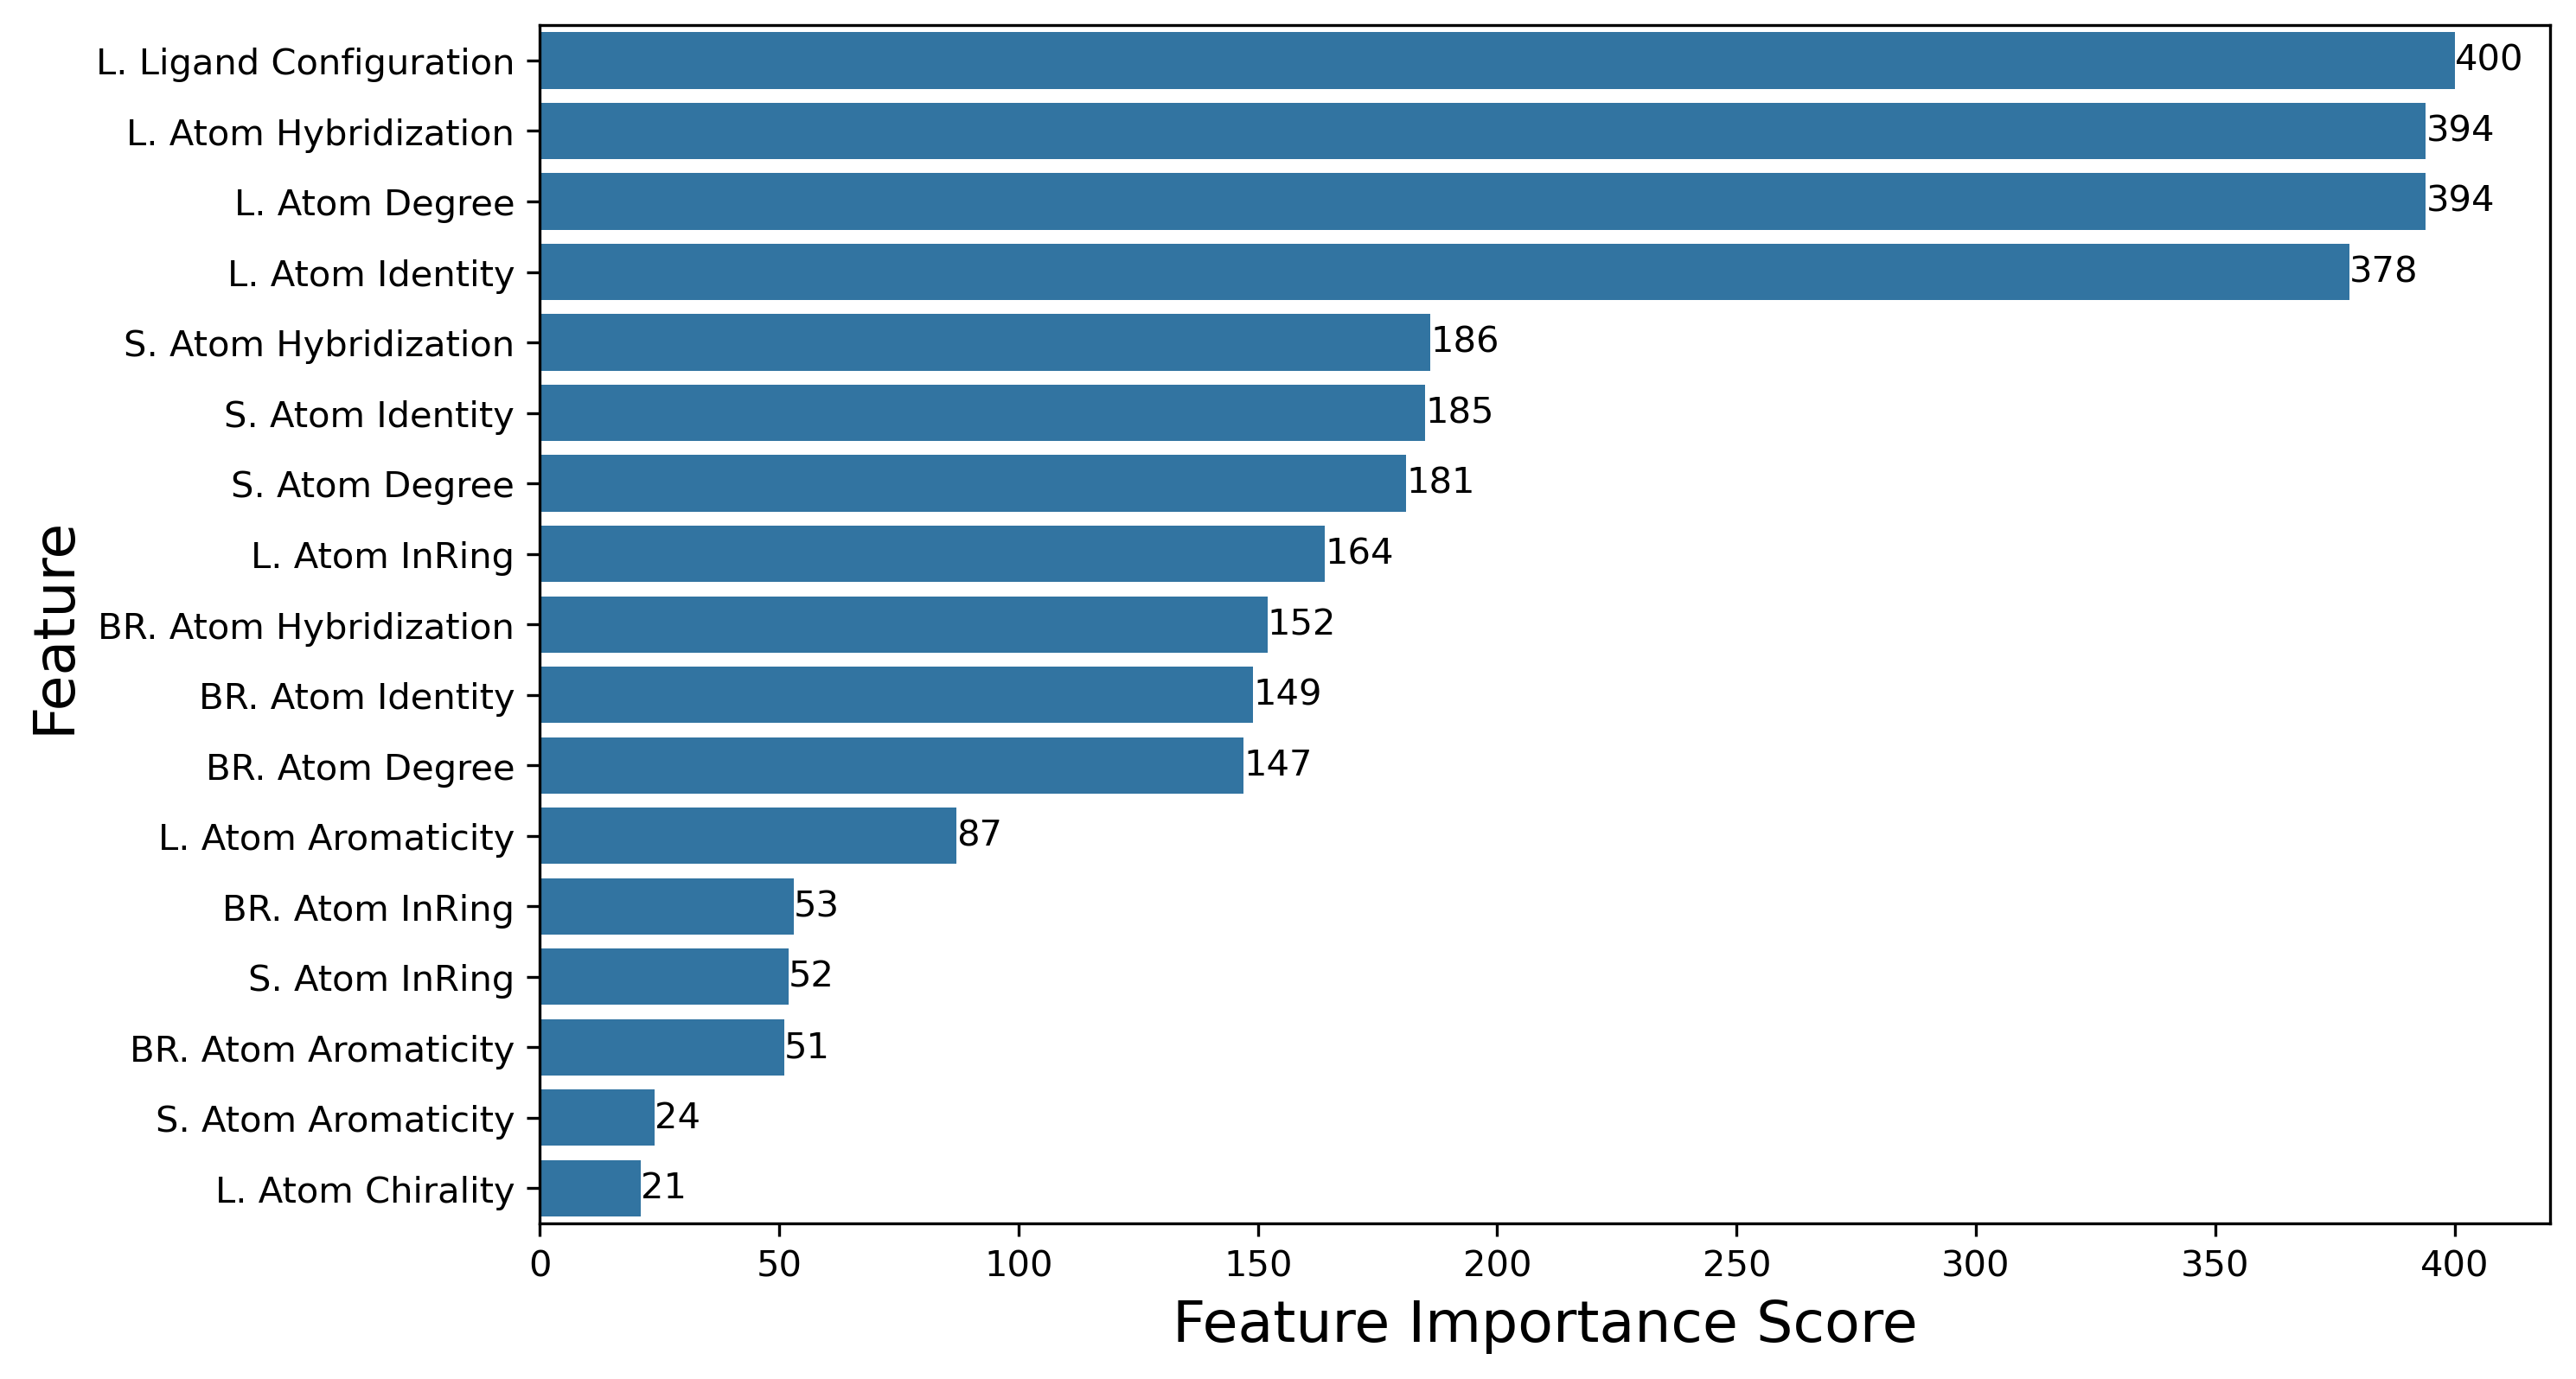 L. Ligand Configuration 400
L. Atom Hybridization 394
L. Atom Degree 394
L. Atom Identity 378
S. Atom Hybridization 186
S. Atom Identity 185
S. Atom Degree 181
L. Atom InRing 164
BR. Atom Hybridization 152
BR. Atom Identity 149
BR. Atom Degree 147
L. Atom Aromaticity 87
BR. Atom InRing 53
S. Atom InRing 52
BR. Atom Aromaticity 51
S. Atom Aromaticity 24
L. Atom Chirality 21
Feature
0 50 100 150 200 250 300 350 400
Feature Importance Score